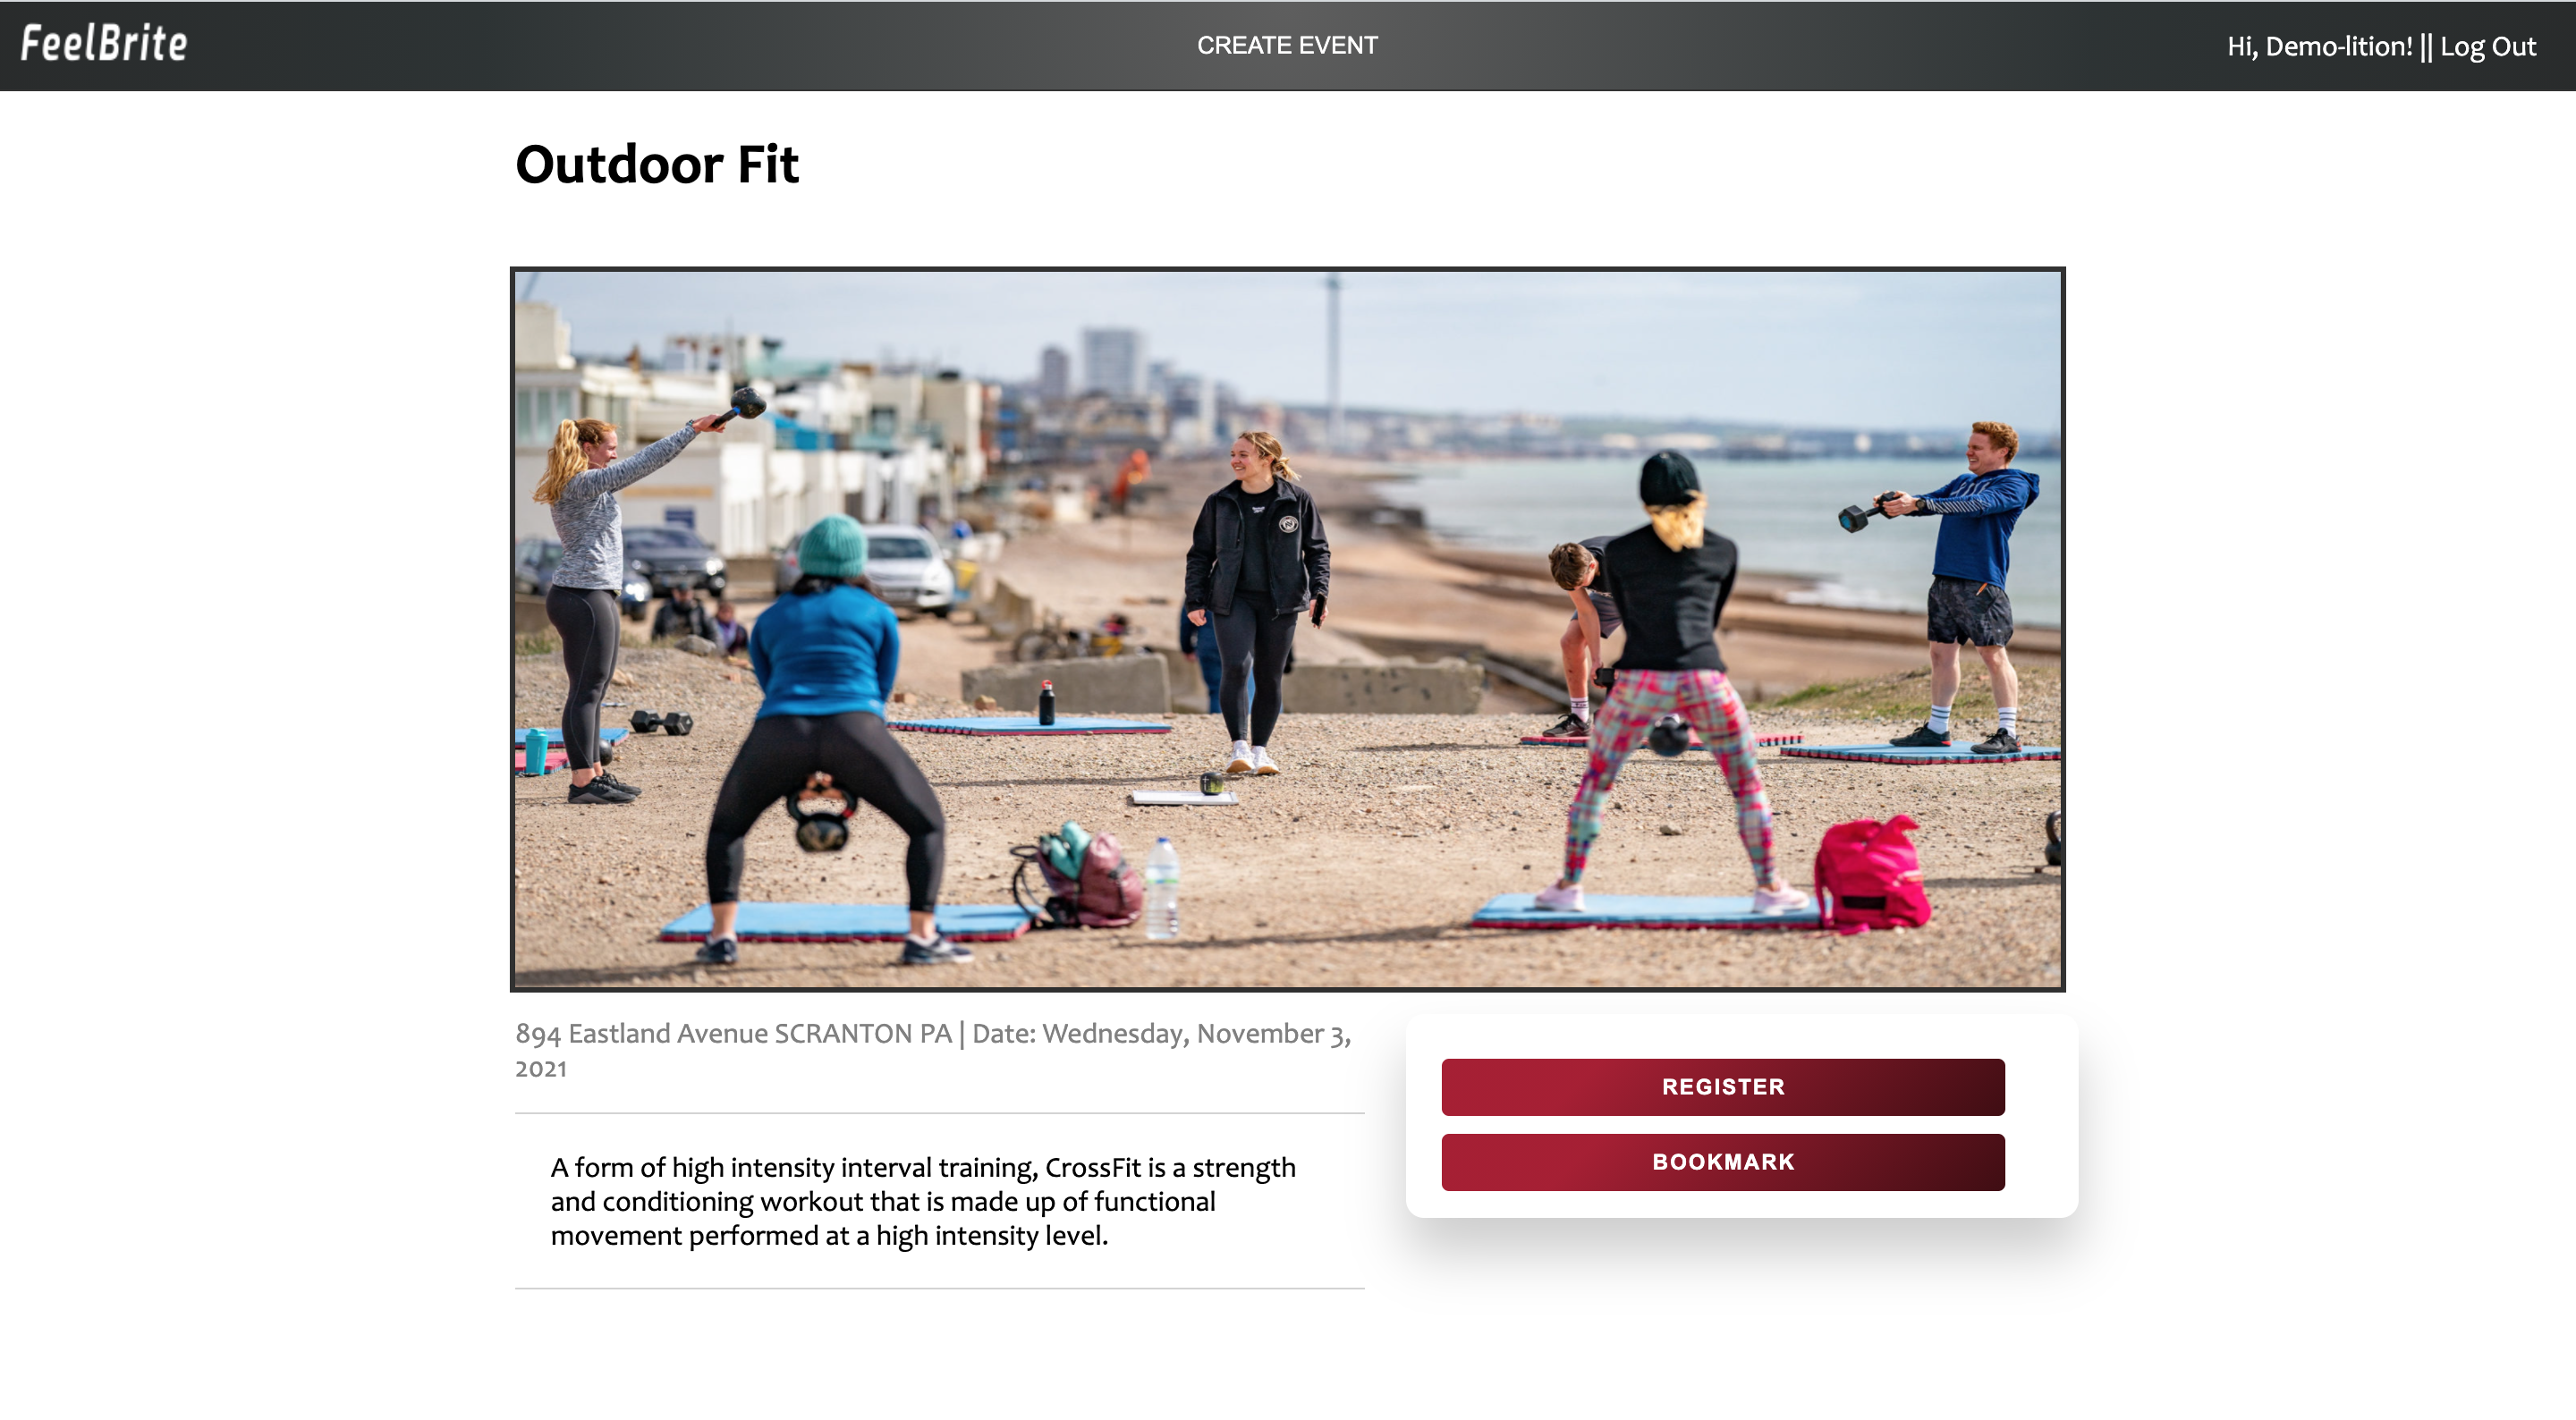 FeelBrite
CREATE EVENT
Hi, Demo-lition! || Log Out
Outdoor Fit
894 Eastland Avenue SCRANTON PA | Date: Wednesday, November 3,
2021
REGISTER
BOOKMARK
A form of high intensity interval training, CrossFit is a strength
and conditioning workout that is made up of functional
movement performed at a high intensity level.